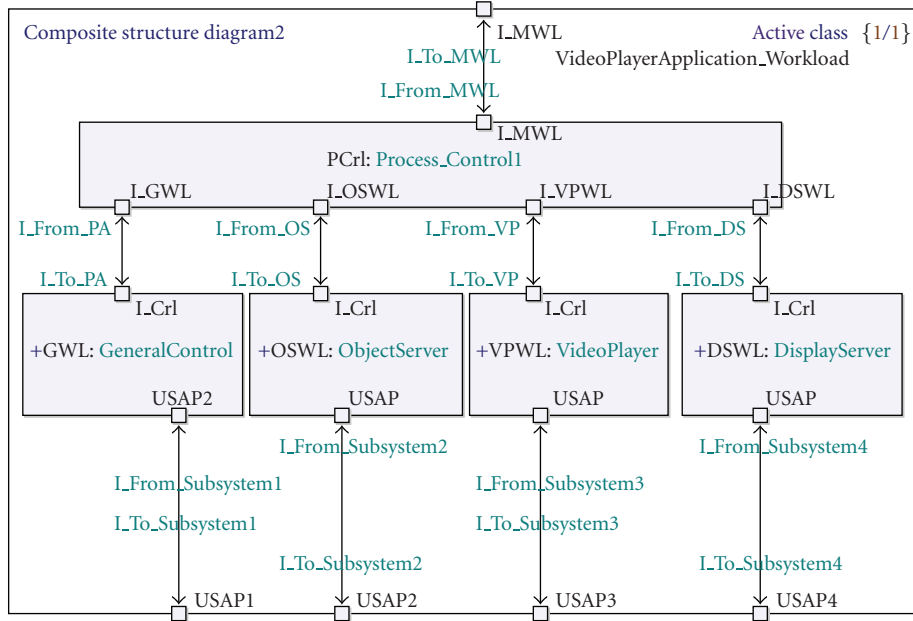 Composite structure diagram2
Active class {1/1}
I_MWL
VideoPlayerApplication_Workload
I_To_MWL
I_From_MWL
I_MWL
PCrl: Process_Control1
I_GWL
I_OSWL
I_VPWL
I_DSWL
I_From_PA
I_From_OS
I_From_VP
I_From_DS
I_To_PA
I_To_OS
I_To_VP
I_To_DS
I_Crl
I_Crl
I_Crl
I_Crl
+GWL: GeneralControl
+OSWL: ObjectServer
+VPWL: VideoPlayer
+DSWL: DisplayServer
USAP2
USAP
USAP
USAP
I_From_Subsystem2
I_From_Subsystem4
I_From_Subsystem1
I_From_Subsystem3
I_To_Subsystem1
I_To_Subsystem3
I_To_Subsystem2
I_To_Subsystem4
USAP1
USAP2
USAP3
USAP4